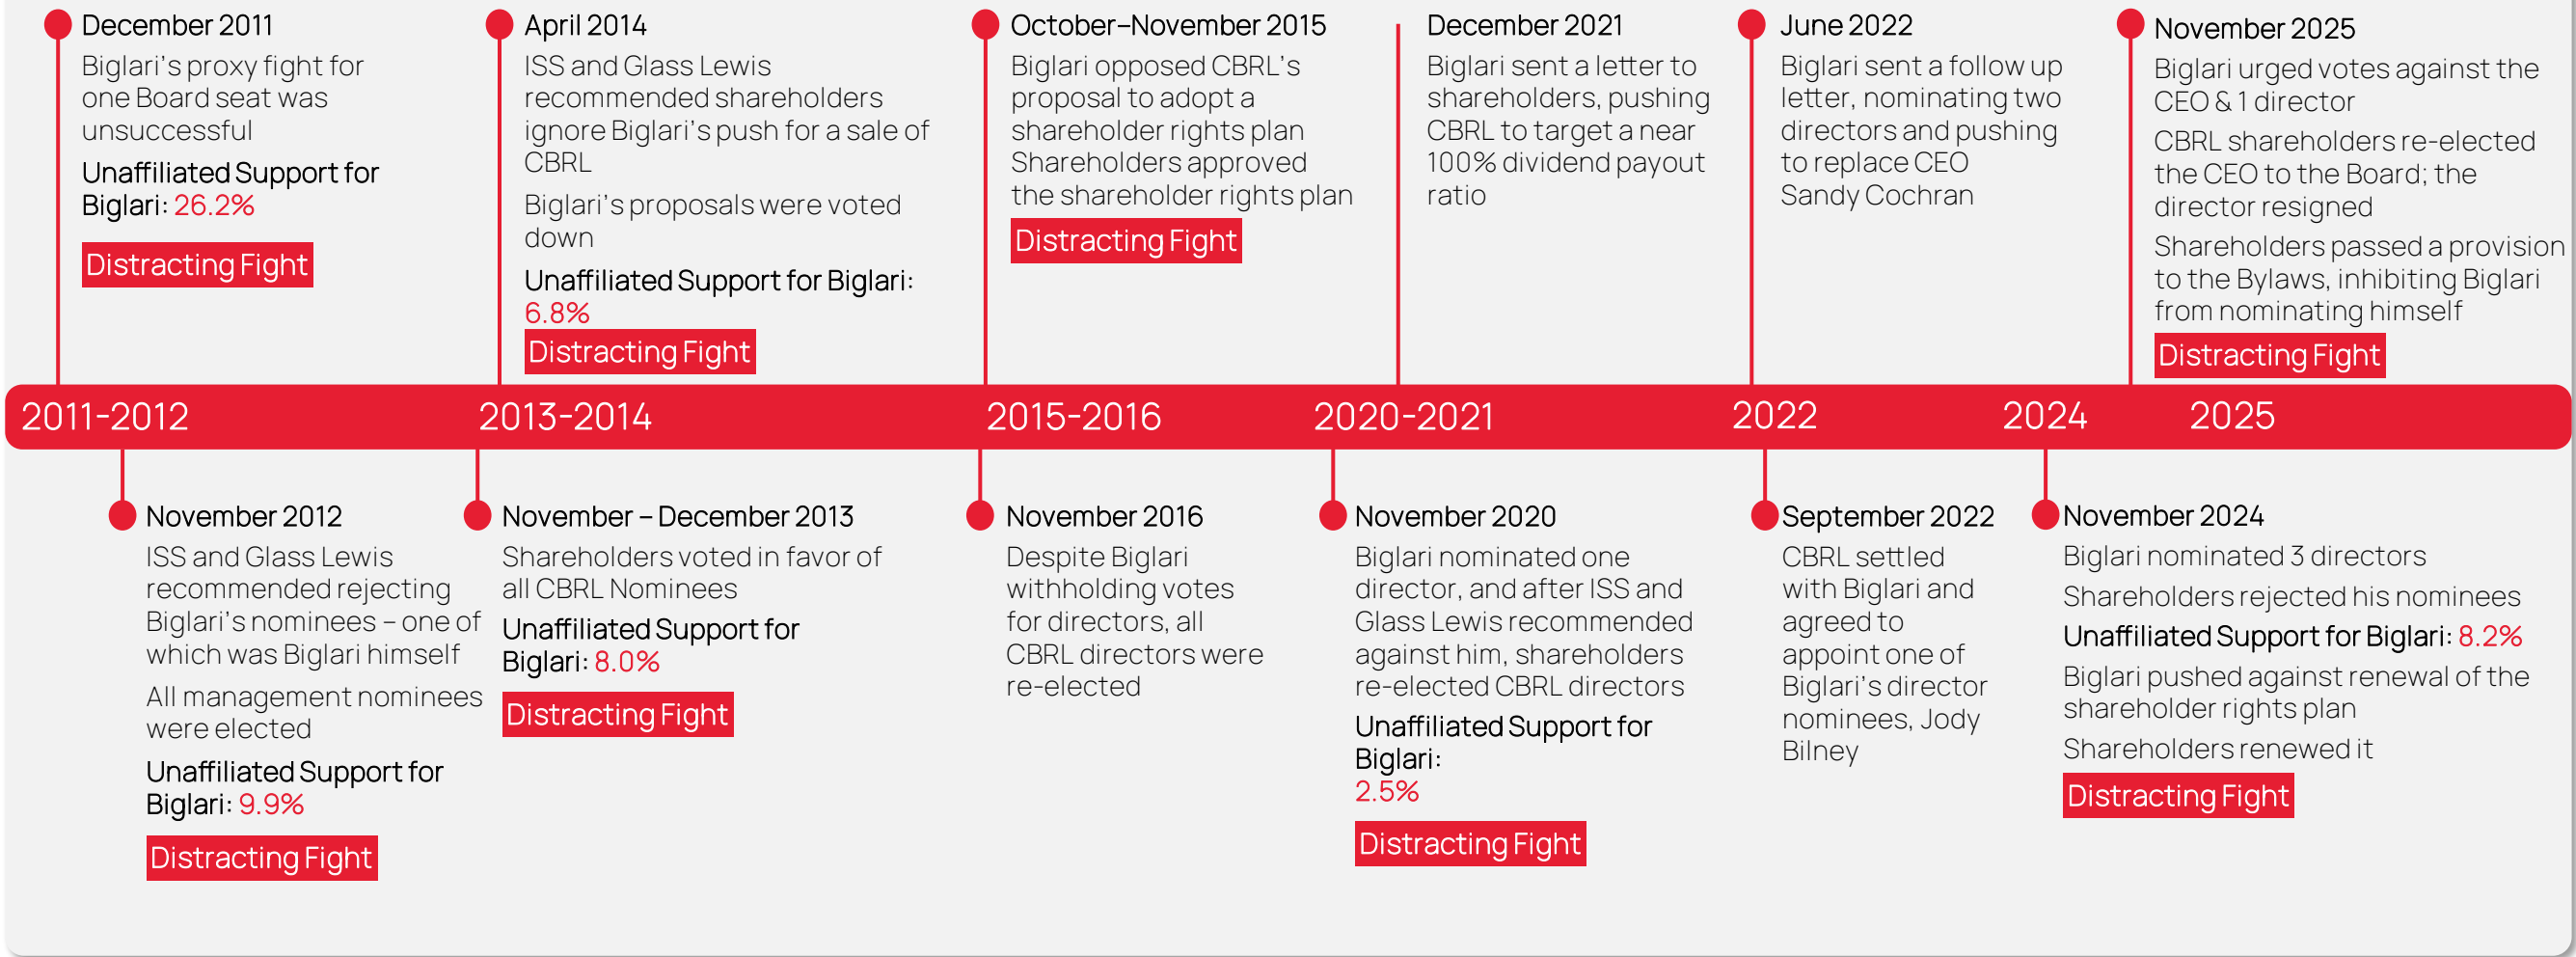 December 2011
Biglari's proxy fight for
one Board seat was
unsuccessful
Unaffiliated Support for
Biglari: 26.2%
Distracting Fight
April 2014
ISS and Glass Lewis
recommended shareholders
ignore Biglari's push for a sale of
CBRL
Biglari's proposals were voted
down
Unaffiliated Support for Biglari:
6.8%
Distracting Fight
October–November 2015
Biglari opposed CBRL's
proposal to adopt a
shareholder rights plan
Shareholders approved
the shareholder rights plan
Distracting Fight
December 2021
Biglari sent a letter to
shareholders, pushing
CBRL to target a near
100% dividend payout
ratio
June 2022
Biglari sent a follow up
letter, nominating two
directors and pushing
to replace CEO
Sandy Cochran
November 2025
Biglari urged votes against the
CEO & 1 director
CBRL shareholders re-elected
the CEO to the Board; the
director resigned
Shareholders passed a provision
to the Bylaws, inhibiting Biglari
from nominating himself
Distracting Fight
2011-2012
2013-2014
2015-2016
2020-2021
2022
2024
2025
November 2012
ISS and Glass Lewis
recommended rejecting
Biglari's nominees – one of
which was Biglari himself
All management nominees
were elected
Unaffiliated Support for
Biglari: 9.9%
Distracting Fight
November – December 2013
Shareholders voted in favor of
all CBRL Nominees
Unaffiliated Support for
Biglari: 8.0%
Distracting Fight
November 2016
Despite Biglari
withholding votes
for directors, all
CBRL directors were
re-elected
November 2020
Biglari nominated one
director, and after ISS and
Glass Lewis recommended
against him, shareholders
re-elected CBRL directors
Unaffiliated Support for
Biglari:
2.5%
Distracting Fight
September 2022
CBRL settled
with Biglari and
agreed to
appoint one of
Biglari's director
nominees, Jody
Bilney
November 2024
Biglari nominated 3 directors
Shareholders rejected his nominees
Unaffiliated Support for Biglari: 8.2%
Biglari pushed against renewal of the
shareholder rights plan
Shareholders renewed it
Distracting Fight